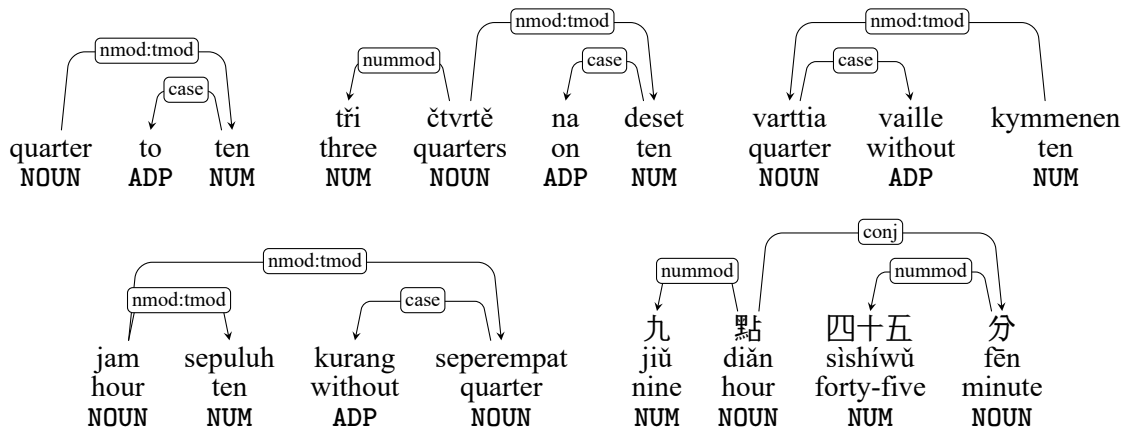 nmod:tmod
case
quarter to ten
quarter to ten
NOUN ADP NUM
nmod:tmod
nummod case
tři čtvrtě na deset
three quarters on ten
NUM NOUN ADP NUM
nmod:tmod
case
varttia vaille kymmenen
quarter without ten
NOUN ADP NUM
nmod:tmod
nmod:tmod case
jam sepuluh kurang seperempat
hour ten without quarter
NOUN NUM ADP NOUN
conj
nummod nummod
九 點 四十五 分
jiǔ diǎn sìshíwǔ fēn
nine hour forty-five minute
NUM NOUN NUM NOUN